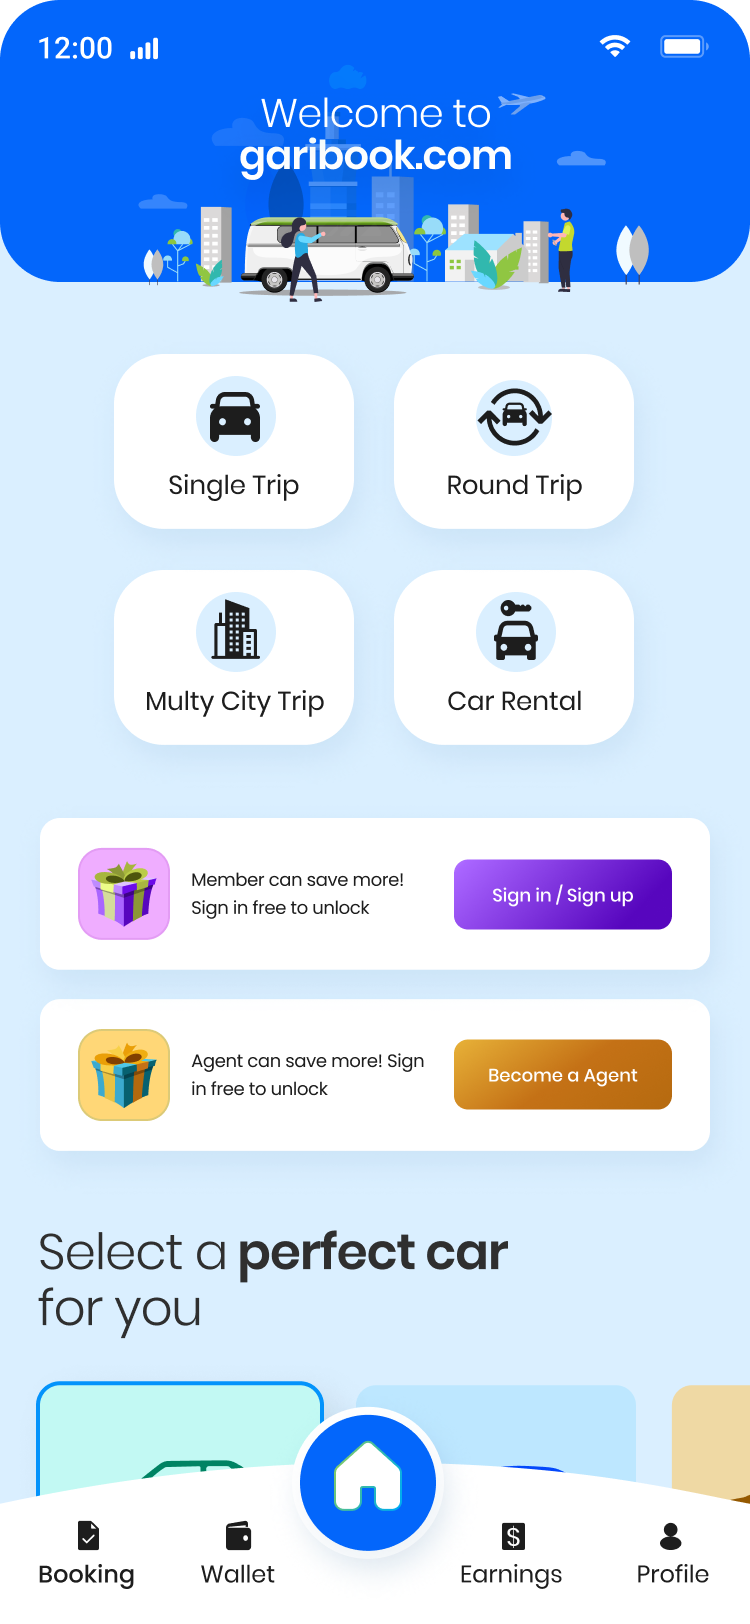 12:00
Welcome to
garibook.com
Single Trip
Round Trip
Multy City Trip
Car Rental
Member can save more!
Sign in free to unlock
Sign in / Sign up
Agent can save more! Sign
in free to unlock
Become a Agent
Select a perfect car
for you
Booking
Wallet
$
Earnings
Profile